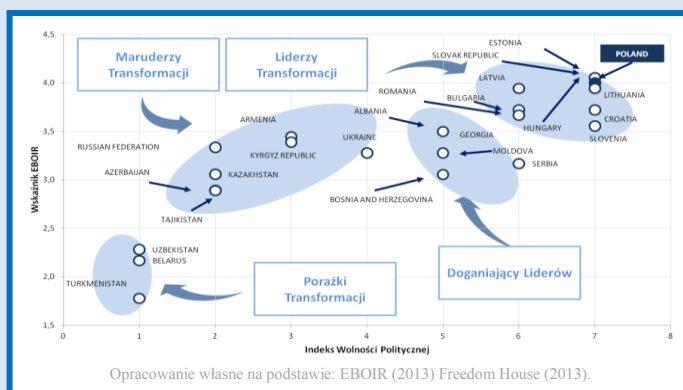 4,5
4,0
3,5
3,0
2,5
2,0
1,5
Wskaźnik EBOIR
Maruderzy
Transformacji
Liderzy
Transformacji
ESTONIA
SLOVAK REPUBLIC
POLAND
LATVIA
ROMANIA
BULGARIA
LITHUANIA
ALBANIA
ARMENIA
CROATIA
HUNGARY
UKRAINE
GEORGIA
SLOVENIA
RUSSIAN FEDERATION
KYRGYZ REPUBLIC
MOLDOVA
SERBIA
AZERBAIJAN
KAZAKHSTAN
BOSNIA AND HERZEGOVINA
TAJIKISTAN
UZBEKISTAN
BELARUS
TURKMENISTAN
Porażki
Transformacji
Doganiający Liderów
0 1 2 3 4 5 6 7 8
Indeks Wolności Politycznej
Opracowanie własne na podstawie: EBOIR (2013) Freedom House (2013).